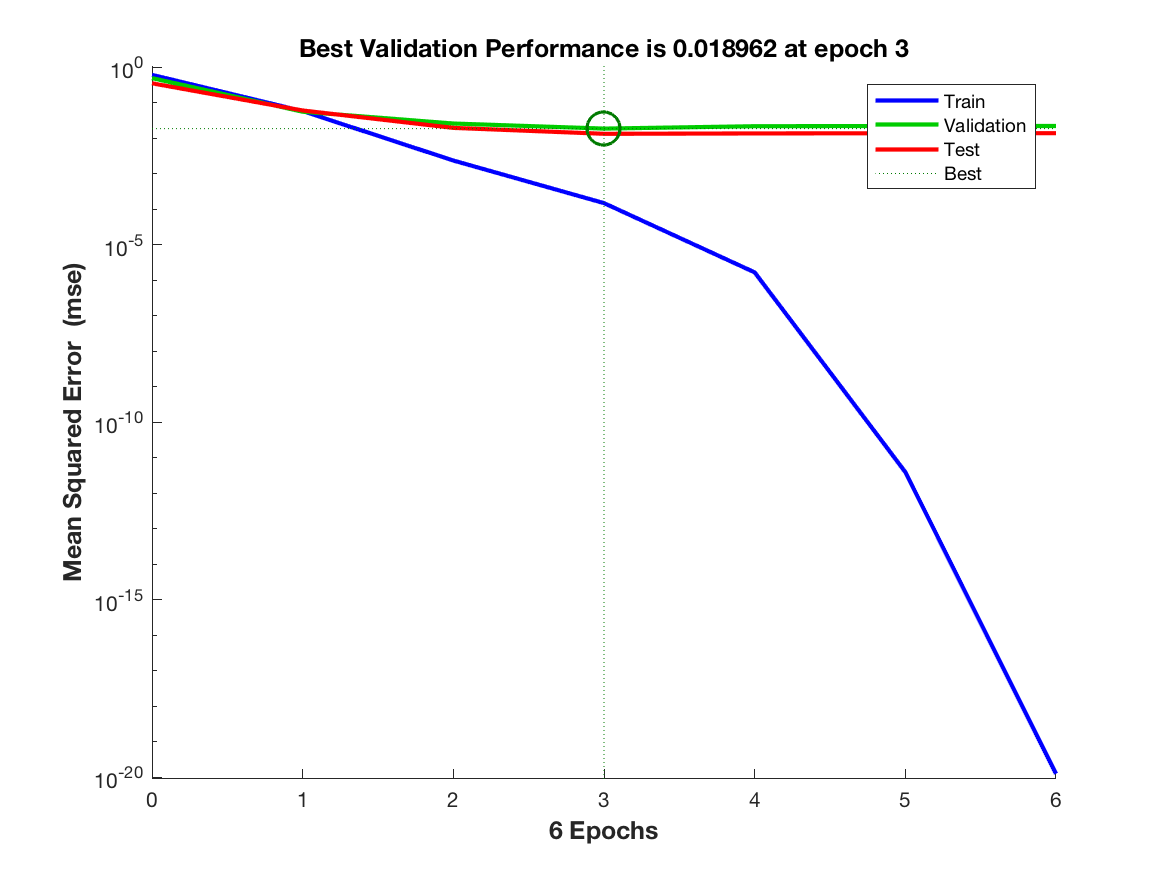 Best Validation Performance is 0.018962 at epoch 3
Mean Squared Error (mse)
10^0
10^-5
10^-10
10^-15
10^-20
Train
Validation
Test
Best
0 1 2 3 4 5 6
6 Epochs